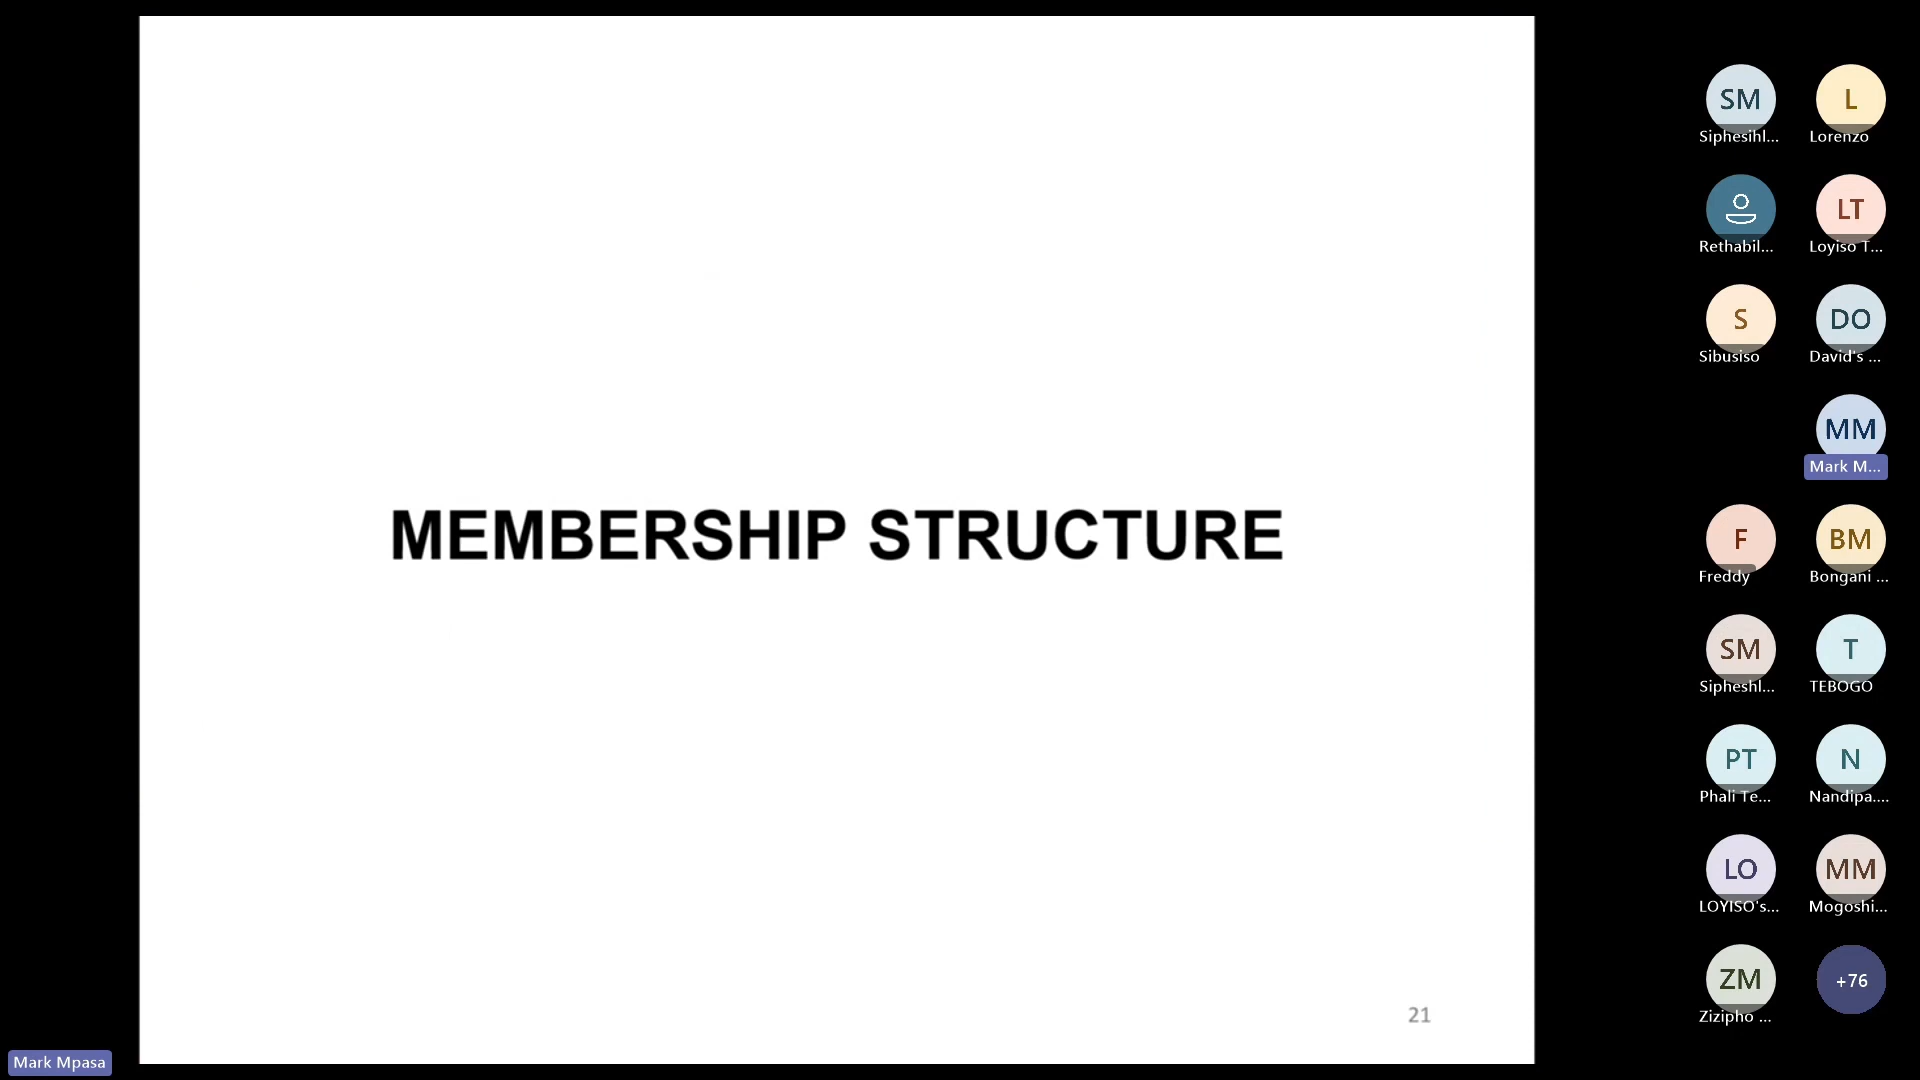 MEMBERSHIP STRUCTURE
21
Mark Mpasa
SM
Siphesihl...
L
Lorenzo
Rethabil...
LT
Loyiso T...
S
Sibusiso
DO
David's ...
MM
Mark M...
F
Freddy
BM
Bongani ...
SM
Sipheshl...
T
TEBOGO
PT
Phali Te...
N
Nandipa....
LO
LOYISO's...
MM
Mogoshi...
ZM
Zizipho ...
+76